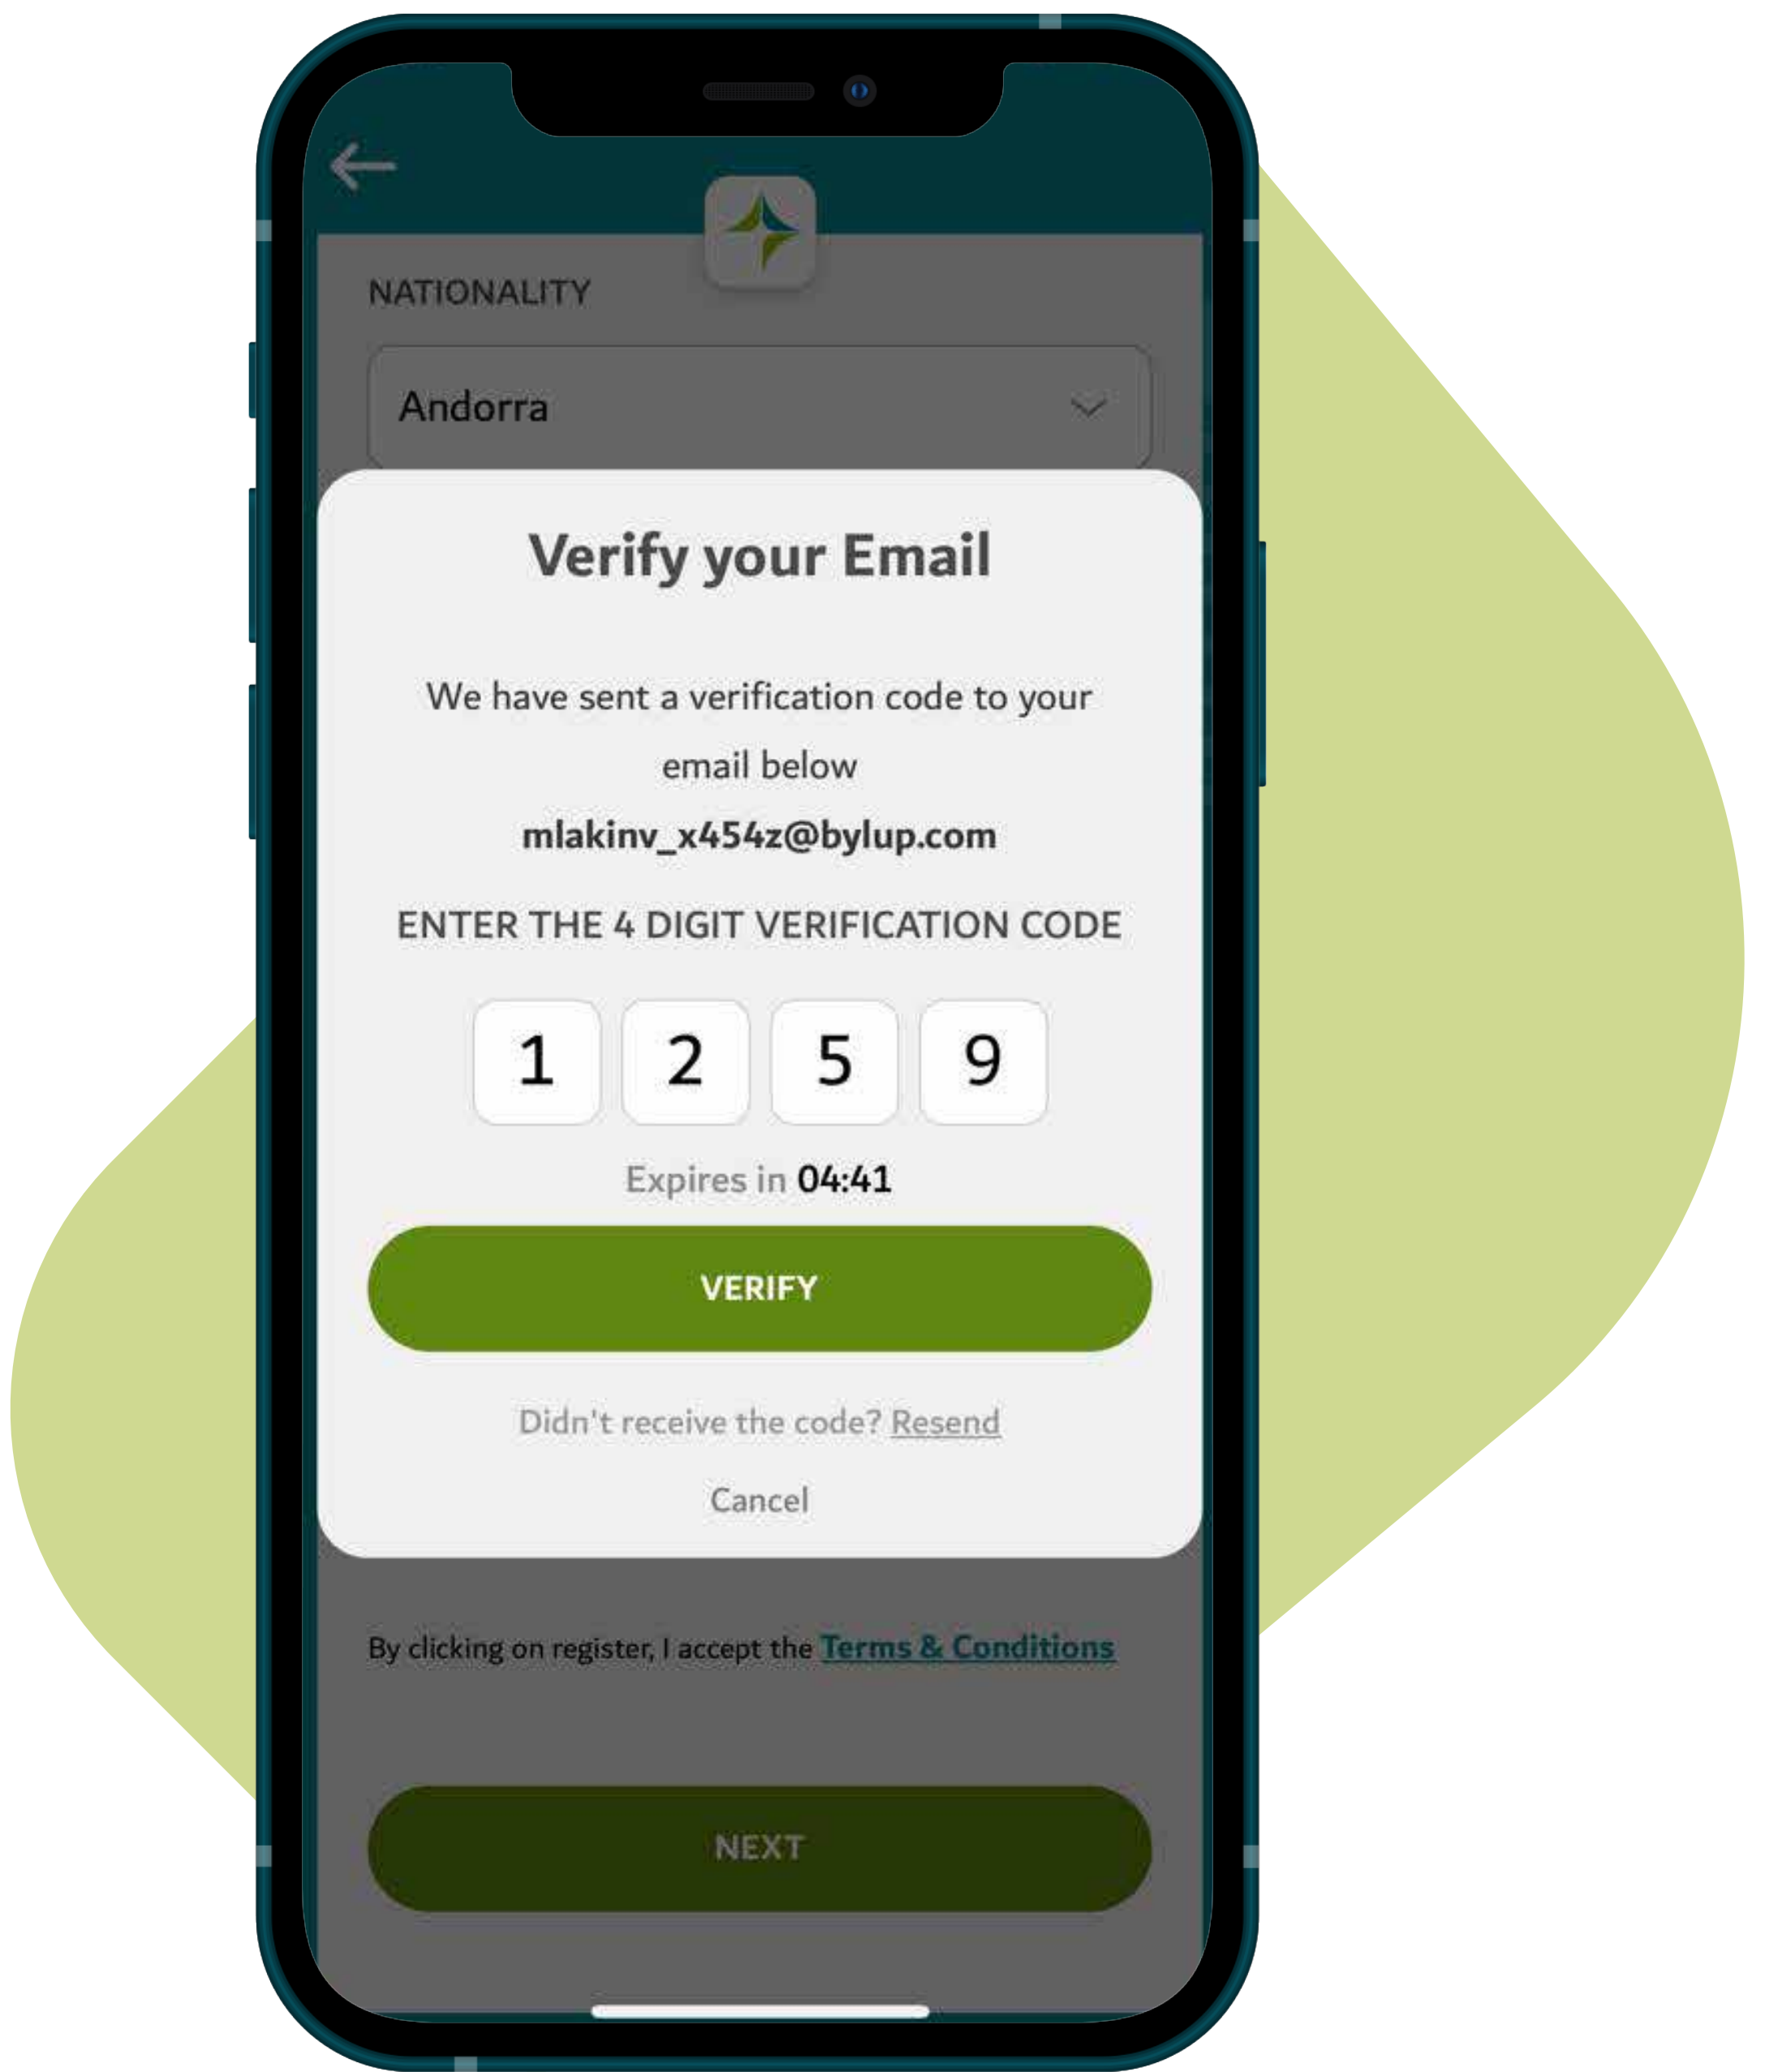 NATIONALITY
Andorra
Verify your Email
We have sent a verification code to your
email below
mlakinv_x454z@bylup.com
ENTER THE 4 DIGIT VERIFICATION CODE
1 2 5 9
Expires in 04:41
VERIFY
Didn't receive the code? Resend
Cancel
By clicking on register, I accept the Terms & Conditions
NEXT